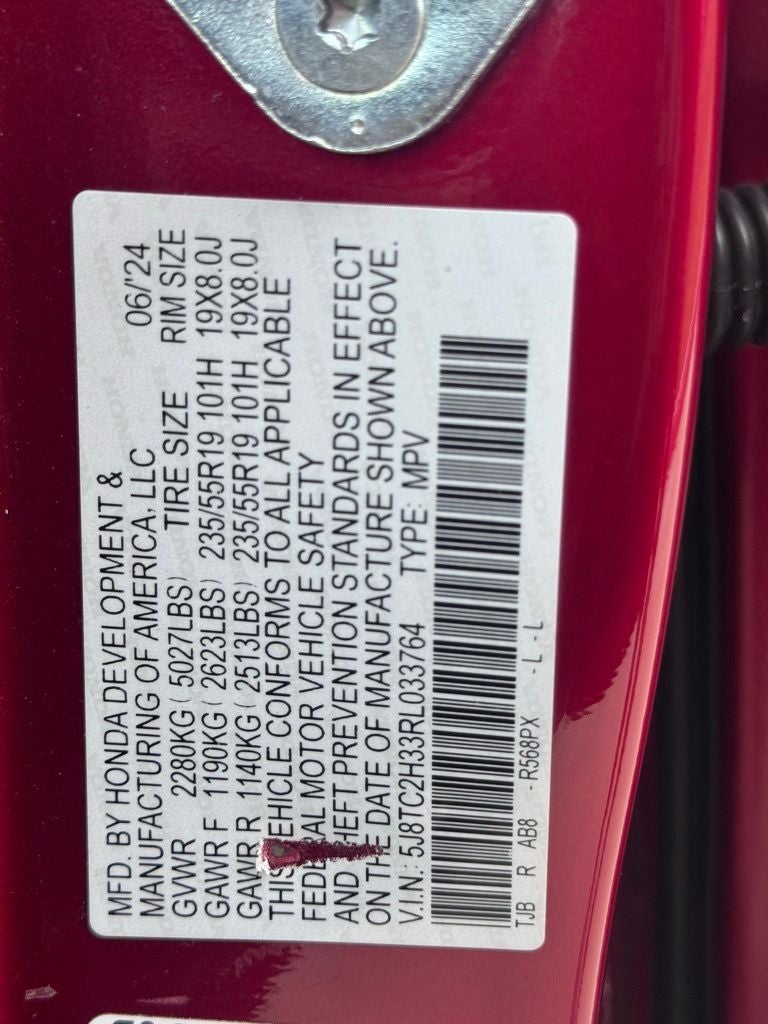 MFD. BY HONDA DEVELOPMENT &
MANUFACTURING OF AMERICA, LLC 06/'24
GVWR 2280KG ( 5027LBS) TIRE SIZE RIM SIZE
GAWR F 1190KG ( 2623LBS) 235/55R19 101H 19X8.0J
GAWR R 1140KG ( 2513LBS) 235/55R19 101H 19X8.0J
THIS VEHICLE CONFORMS TO ALL APPLICABLE
FEDERAL MOTOR VEHICLE SAFETY
AND THEFT PREVENTION STANDARDS IN EFFECT
ON THE DATE OF MANUFACTURE SHOWN ABOVE.
V.I.N.: 5J8TC2H33RL033764 TYPE: MPV
TJB R AB8 - R568PX - L - L